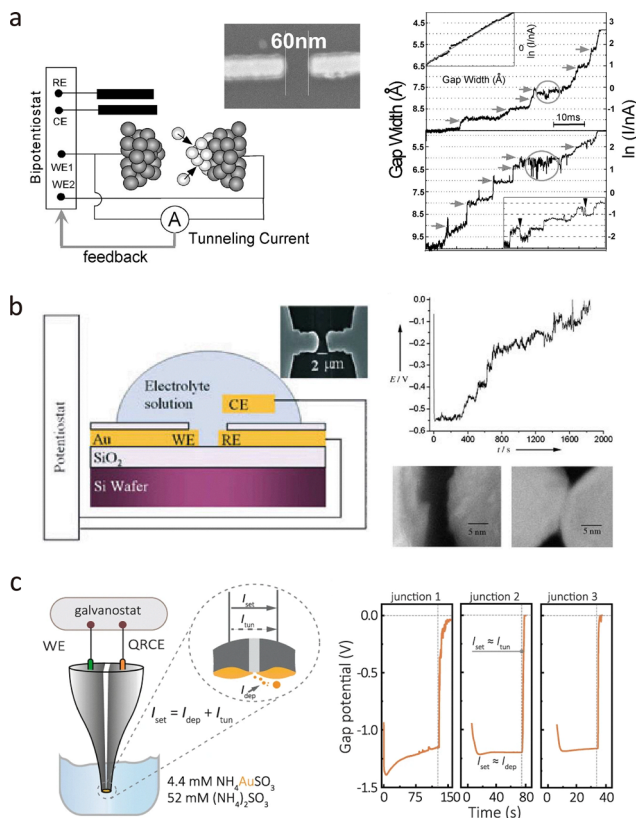 a
60nm
RE
CE
WE1
WE2
Bipotentiostat
A
Tunneling Current
feedback
Gap Width (Å)
4.5
5.5
6.5
7.5
8.5
5.5
6.5
7.5
8.5
9.5
Gap Width (Å)
ln (I/nA)
0
10ms
3
2
1
0
-1
2
1
0
-1
-2
ln (I/nA)
0 200 400 600 800 1000
b
Potentiostat
Electrolyte
solution
CE
2 μm
Au WE RE
SiO2
Si Wafer
E / V
0.0
−0.1
−0.2
−0.3
−0.4
−0.5
−0.6
0 400 800 1200 1600 2000
t / s
5 nm
5 nm
c
galvanostat
WE
QRCE
Iset
Itun
Idep
Iset = Idep + Itun
4.4 mM NH4AuSO3
52 mM (NH4)2SO3
junction 1 junction 2 junction 3
Gap potential (V)
0.0
-0.5
-1.0
-1.5
Iset ≈ Itun
Iset ≈ Idep
0 75 150 0 40 80 0 20 40
Time (s)